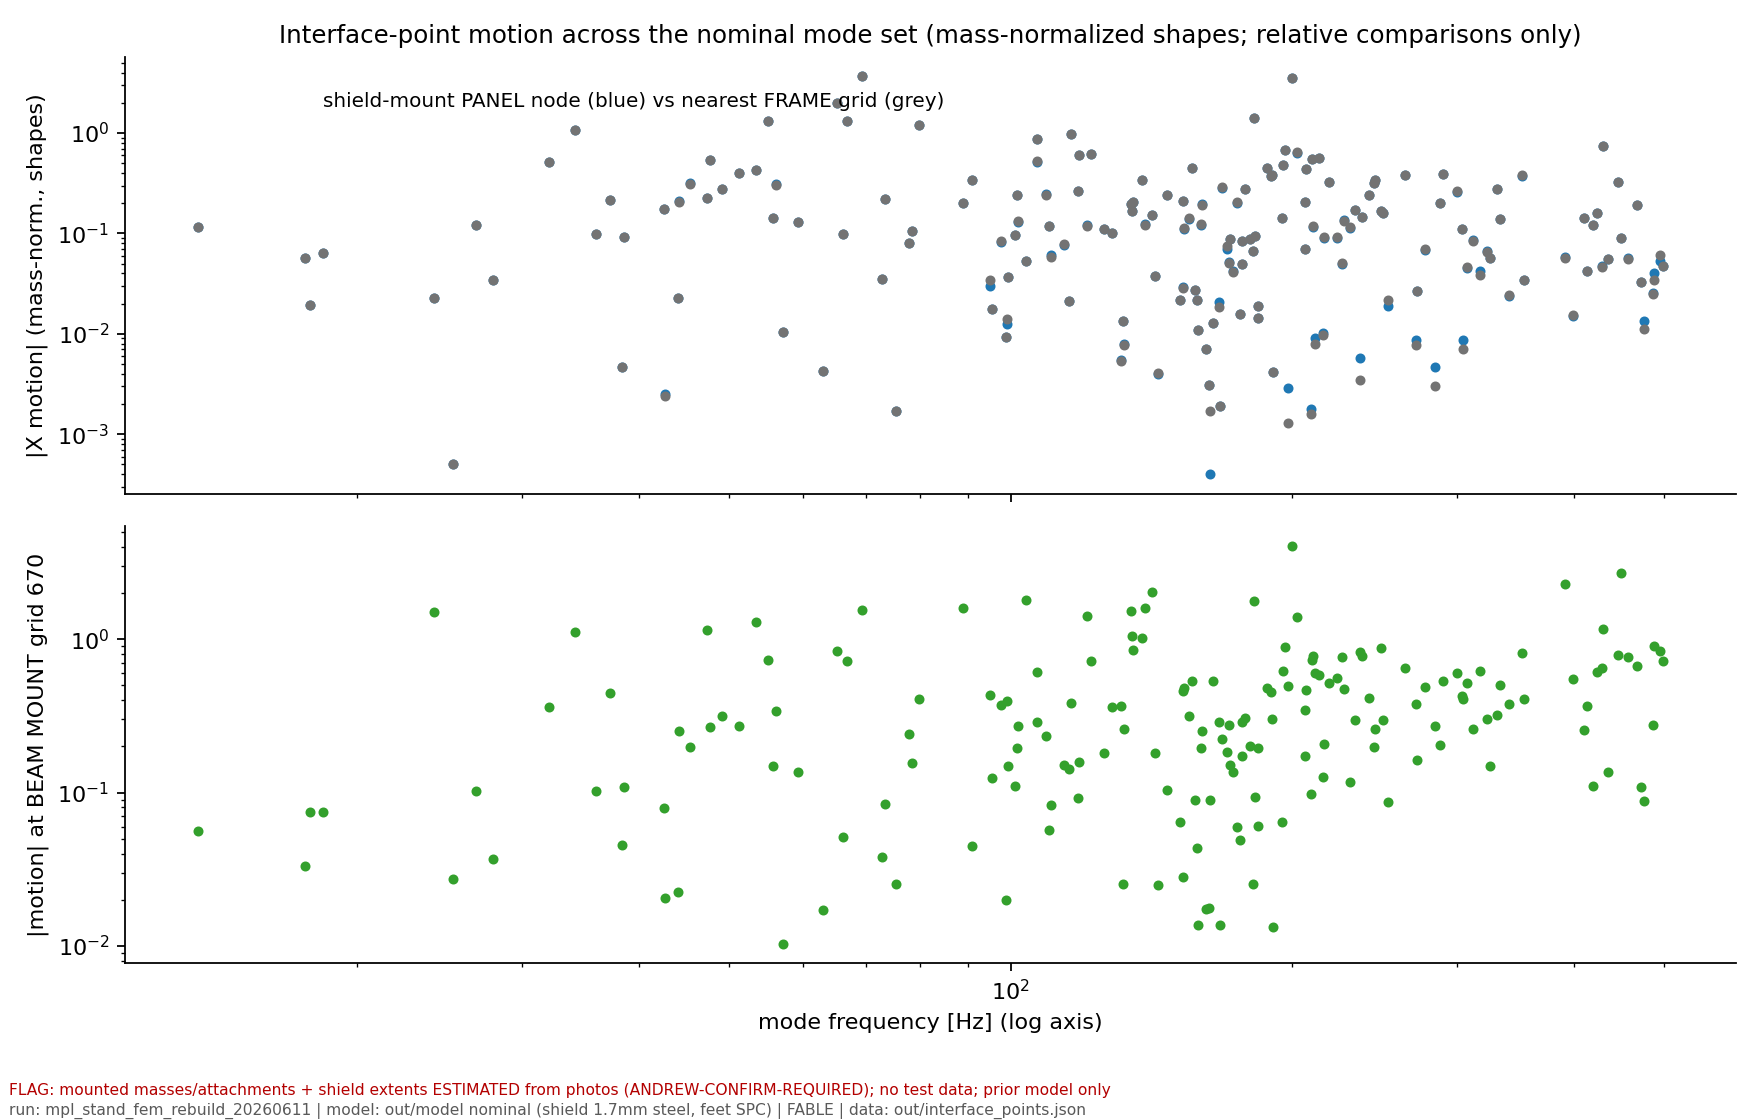 Interface-point motion across the nominal mode set (mass-normalized shapes; relative comparisons only)
|X motion| (mass-norm., shapes)
shield-mount PANEL node (blue) vs nearest FRAME grid (grey)
10⁰
10⁻¹
10⁻²
10⁻³
|motion| at BEAM MOUNT grid 670
10⁰
10⁻¹
10⁻²
10²
mode frequency [Hz] (log axis)
FLAG: mounted masses/attachments + shield extents ESTIMATED from photos (ANDREW-CONFIRM-REQUIRED); no test data; prior model only
run: mpl_stand_fem_rebuild_20260611 | model: out/model nominal (shield 1.7mm steel, feet SPC) | FABLE | data: out/interface_points.json